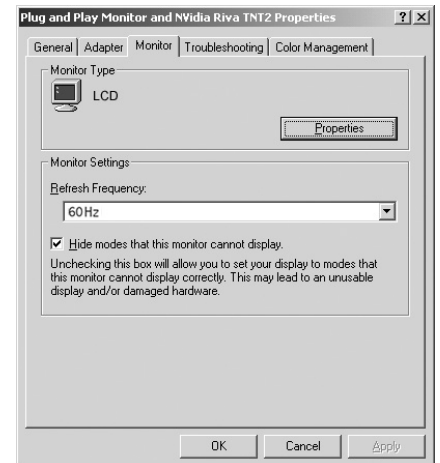 Plug and Play Monitor and NVidia Riva TNT2 Properties
General
Adapter
Monitor
Troubleshooting
Color Management
Monitor Type
LCD
Properties
Monitor Settings
Refresh Frequency:
60Hz
Hide modes that this monitor cannot display.
Unchecking this box will allow you to set your display to modes that
this monitor cannot display correctly. This may lead to an unusable
display and/or damaged hardware.
OK
Cancel
Apply